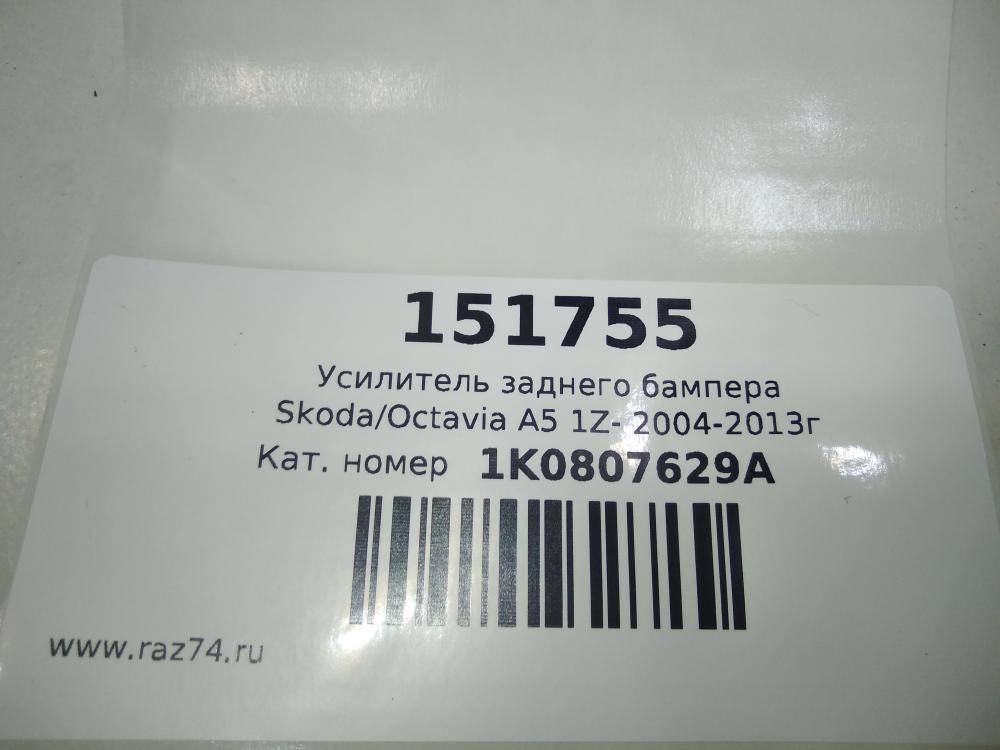 151755
Усилитель заднего бампера
Skoda/Octavia A5 1Z- 2004-2013г
Кат. номер 1K0807629A
www.raz74.ru